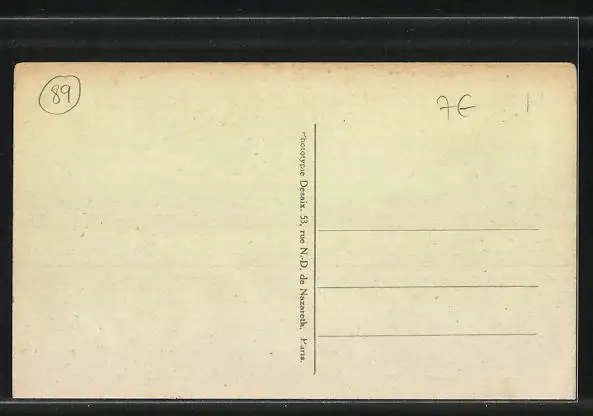 89
7€
Phototypie Desaix, 53, rue N.-D. de Nazareth, Paris.